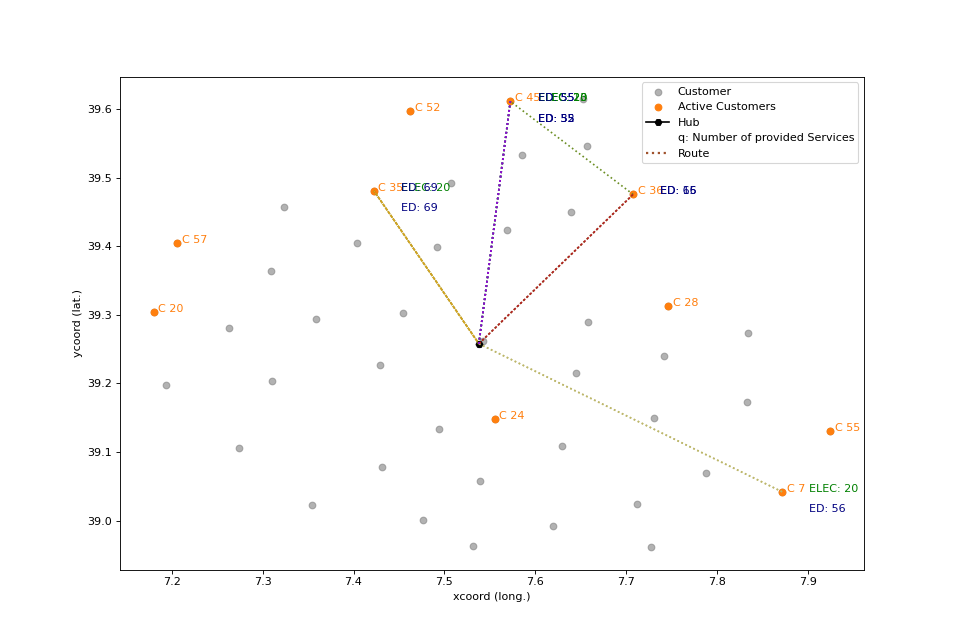 Customer
Active Customers
Hub
q: Number of provided Services
Route
39.6
39.5
39.4
39.3
39.2
39.1
39.0
ycoord (lat.)
C 52
C 45
ED: 55
C 35
ED: 69
ED: 69
C 36
C 57
C 20
C 28
C 24
C 55
C 7 ELEC: 20
ED: 56
7.2 7.3 7.4 7.5 7.6 7.7 7.8 7.9
xcoord (long.)